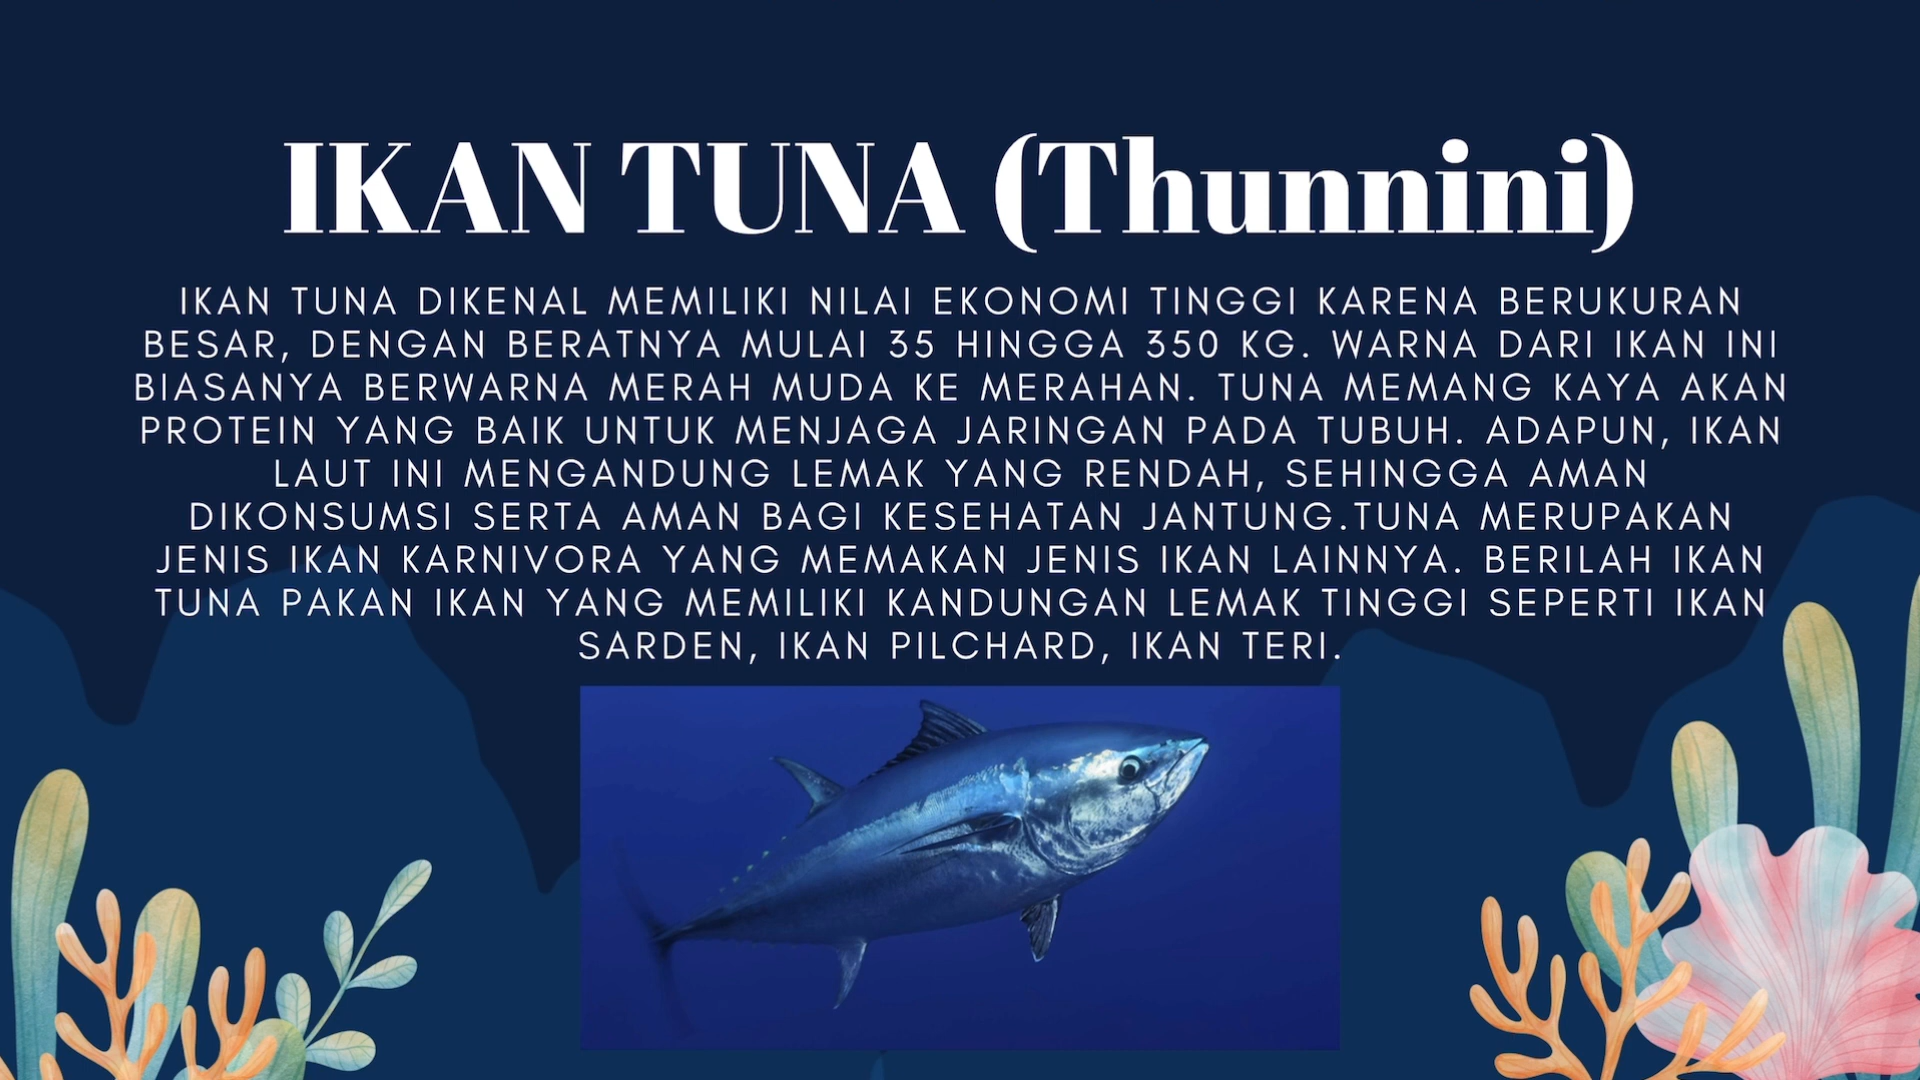 IKAN TUNA (Thunnini)
IKAN TUNA DIKENAL MEMILIKI NILAI EKONOMI TINGGI KARENA BERUKURAN
BESAR, DENGAN BERATNYA MULAI 35 HINGGA 350 KG. WARNA DARI IKAN INI
BIASANYA BERWARNA MERAH MUDA KE MERAHAN. TUNA MEMANG KAYA AKAN
PROTEIN YANG BAIK UNTUK MENJAGA JARINGAN PADA TUBUH. ADAPUN, IKAN
LAUT INI MENGANDUNG LEMAK YANG RENDAH, SEHINGGA AMAN
DIKONSUMSI SERTA AMAN BAGI KESEHATAN JANTUNG.TUNA MERUPAKAN
JENIS IKAN KARNIVORA YANG MEMAKAN JENIS IKAN LAINNYA. BERILAH IKAN
TUNA PAKAN IKAN YANG MEMILIKI KANDUNGAN LEMAK TINGGI SEPERTI IKAN
SARDEN, IKAN PILCHARD, IKAN TERI.